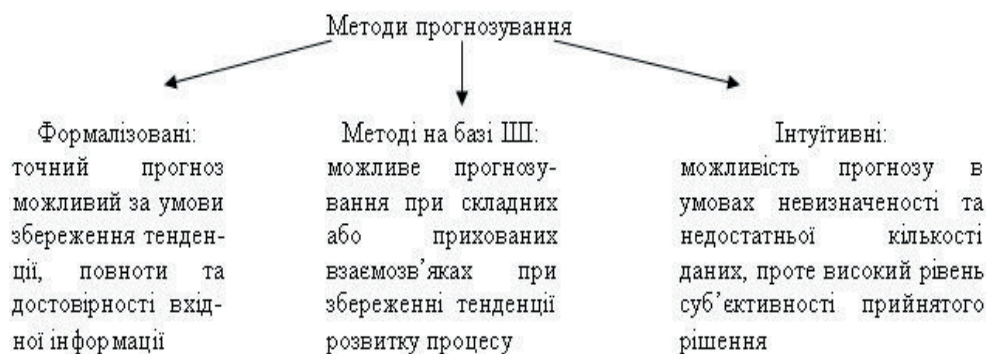 Методи прогнозування
Формалізовані:
точний прогноз
можливий за умови
збереження тенден-
ції, повноти та
достовірності вхід-
ної інформації
Методі на базі ШІ:
можливе прогнозу-
вання при складних
або прихованих
взаємозв’язках при
збереженні тенденції
розвитку процесу
Інтуїтивні:
можливість прогнозу в
умовах невизначеності та
недостатньої кількості
даних, проте високий рівень
суб’єктивності прийнятого
рішення